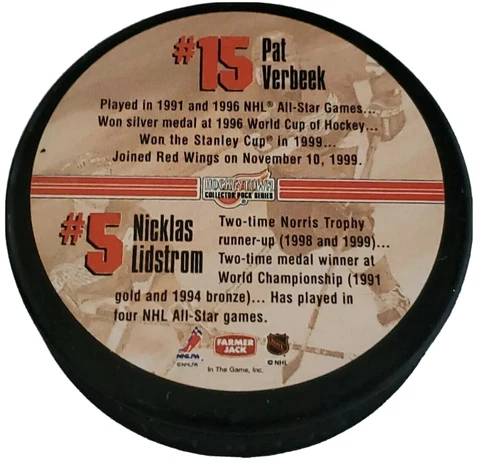 #15 Pat
Verbeek
Played in 1991 and 1996 NHL® All-Star Games...
Won silver medal at 1996 World Cup of Hockey...
Won the Stanley Cup® in 1999...
Joined Red Wings on November 10, 1999.
HOCKEYTOWN
COLLECTOR PUCK SERIES
#5 Nicklas
Lidstrom
Two-time Norris Trophy
runner-up (1998 and 1999)...
Two-time medal winner at
World Championship (1991
gold and 1994 bronze)... Has played in
four NHL All-Star games.
NHLPA
©NHLPA
FARMER
JACK
In The Game, Inc.
NHL
© NHL